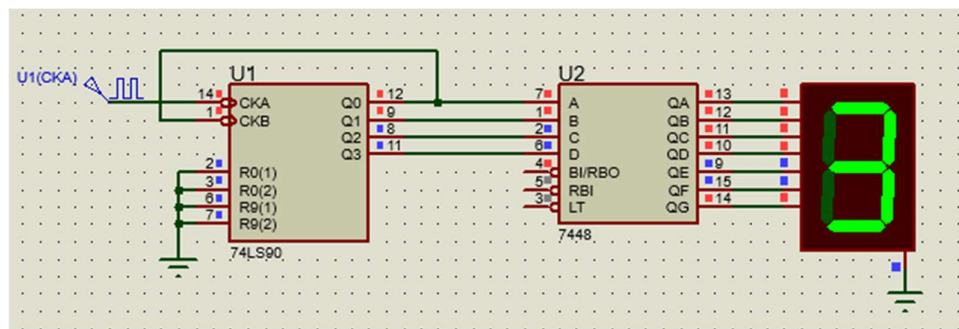 U1(CKA)
U1
14 CKA Q0 12
1 CKB Q1 9
Q2 8
Q3 11
2 R0(1)
3 R0(2)
6 R9(1)
7 R9(2)
74LS90
U2
7 A QA 13
1 B QB 12
2 C QC 11
6 D QD 10
4 BI/RBO QE 9
5 RBI QF 15
3 LT QG 14
7448
3